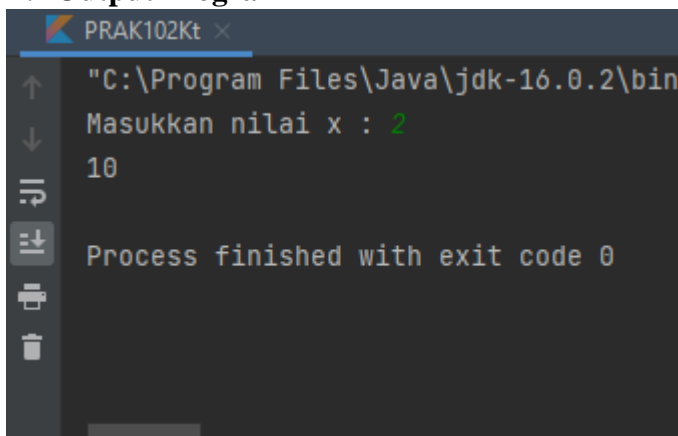 PRAK102Kt
"C:\Program Files\Java\jdk-16.0.2\bin
Masukkan nilai x : 2
10
Process finished with exit code 0